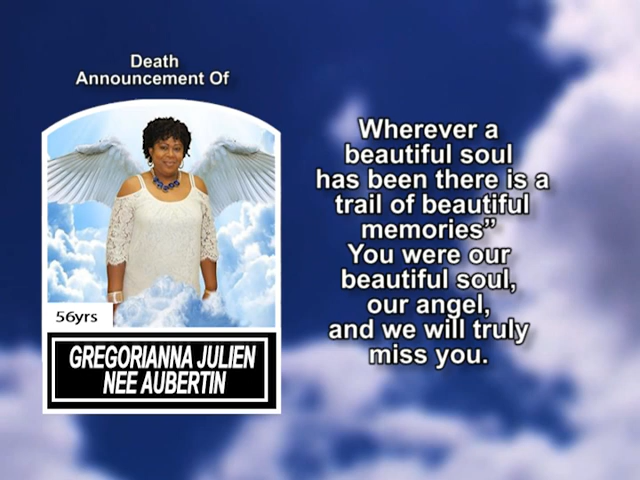 Death
Announcement Of
56yrs
GREGORIANNA JULIEN
NEE AUBERTIN
Wherever a
beautiful soul
has been there is a
trail of beautiful
memories”
You were our
beautiful soul,
our angel,
and we will truly
miss you.